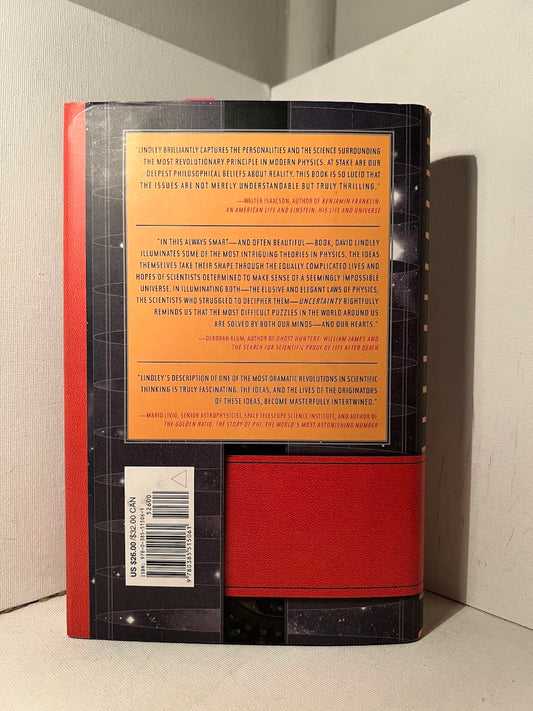 "LINDLEY BRILLIANTLY CAPTURES THE PERSONALITIES AND THE SCIENCE SURROUNDING
THE MOST REVOLUTIONARY PRINCIPLE IN MODERN PHYSICS. AT STAKE ARE OUR
DEEPEST PHILOSOPHICAL BELIEFS ABOUT REALITY. THIS BOOK IS SO LUCID THAT
THE ISSUES ARE NOT MERELY UNDERSTANDABLE BUT TRULY THRILLING."
—WALTER ISAACSON, AUTHOR OF BENJAMIN FRANKLIN:
AN AMERICAN LIFE AND EINSTEIN: HIS LIFE AND UNIVERSE
"IN THIS ALWAYS SMART—AND OFTEN BEAUTIFUL—BOOK, DAVID LINDLEY
ILLUMINATES SOME OF THE MOST INTRIGUING THEORIES IN PHYSICS. THE IDEAS
THEMSELVES TAKE THEIR SHAPE THROUGH THE EQUALLY COMPLICATED LIVES AND
HOPES OF SCIENTISTS DETERMINED TO MAKE SENSE OF A SEEMINGLY IMPOSSIBLE
UNIVERSE. IN ILLUMINATING BOTH—THE ELUSIVE AND ELEGANT LAWS OF PHYSICS,
THE SCIENTISTS WHO STRUGGLED TO DECIPHER THEM—UNCERTAINTY RIGHTFULLY
REMINDS US THAT THE MOST DIFFICULT PUZZLES IN THE WORLD AROUND US
ARE SOLVED BY BOTH OUR MINDS—AND OUR HEARTS."
—DEBORAH BLUM, AUTHOR OF GHOST HUNTERS: WILLIAM JAMES AND
THE SEARCH FOR SCIENTIFIC PROOF OF LIFE AFTER DEATH
"LINDLEY'S DESCRIPTION OF ONE OF THE MOST DRAMATIC REVOLUTIONS IN SCIENTIFIC
THINKING IS TRULY FASCINATING. THE IDEAS, AND THE LIVES OF THE ORIGINATORS
OF THESE IDEAS, BECOME MASTERFULLY INTERTWINED."
—MARIO LIVIO, SENIOR ASTROPHYSICIST, SPACE TELESCOPE SCIENCE INSTITUTE, AND AUTHOR OF
THE GOLDEN RATIO: THE STORY OF PHI, THE WORLD'S MOST ASTONISHING NUMBER
US $26.00/$32.00 CAN
ISBN: 978-0-385-51506-1
52600
9 780385 515061